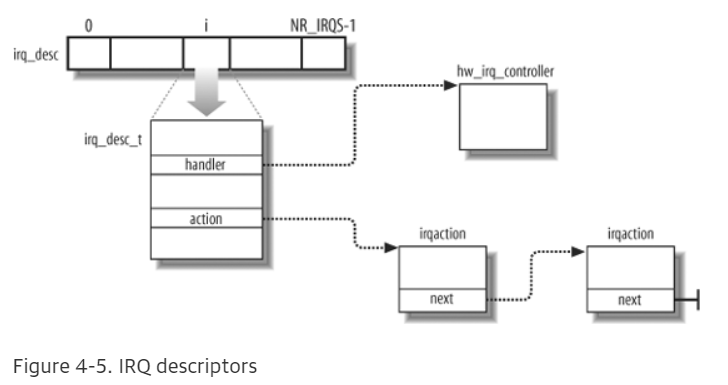 0 i NR_IRQS-1
irq_desc
hw_irq_controller
irq_desc_t
handler
action
irqaction irqaction
next next
Figure 4-5. IRQ descriptors